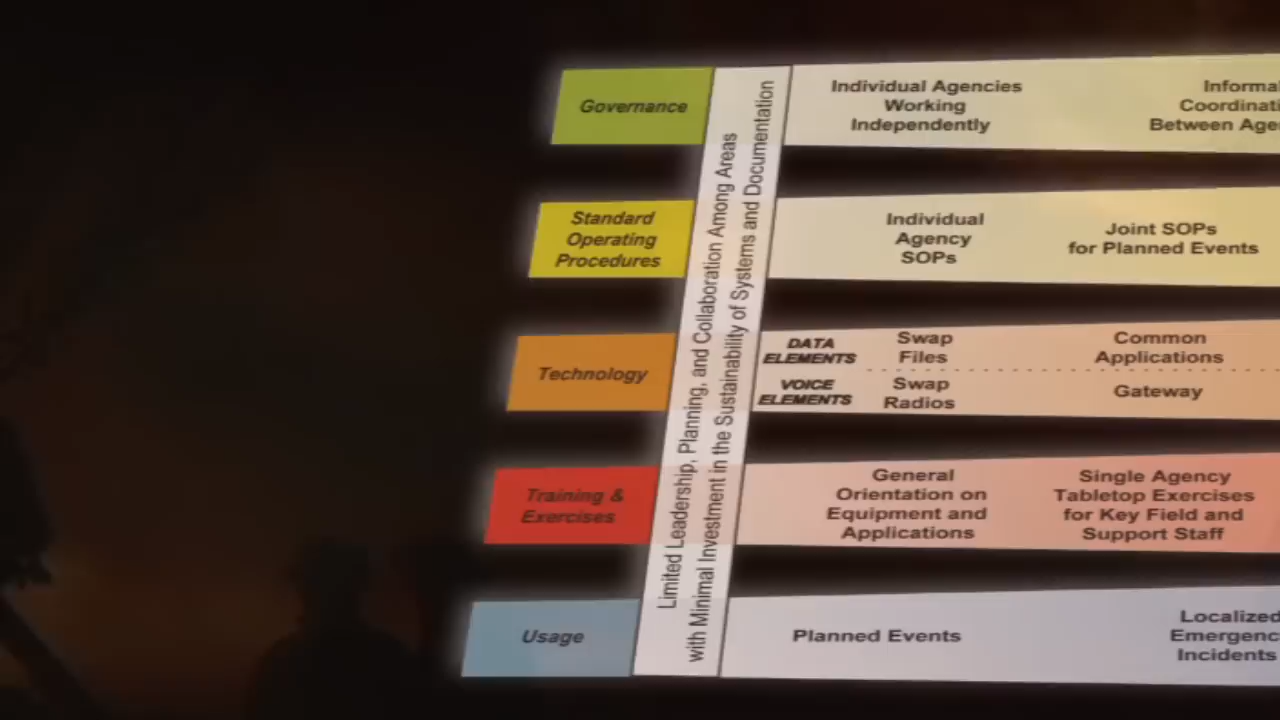 Governance
Limited Leadership, Planning, and Collaboration Among Areas
with Minimal Investment in the Sustainability of Systems and Documentation
Individual Agencies
Working
Independently
Between
Standard
Operating
Procedures
Individual
Agency
SOPs
Joint SOPs
for Planned Events
Technology
DATA
ELEMENTS
Swap
Files
Common
Applications
VOICE
ELEMENTS
Swap
Radios
Gateway
Training &
Exercises
General
Orientation on
Equipment and
Applications
Single Agency
Tabletop Exercises
for Key Field and
Support Staff
Usage
Planned Events
Localized
Incidents